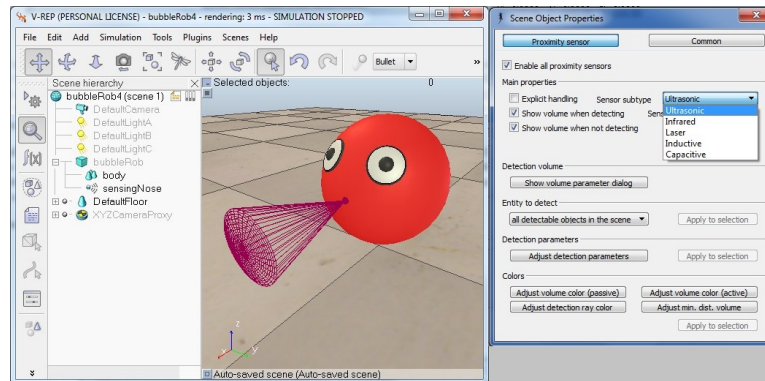 V-REP (PERSONAL LICENSE) - bubbleRob4 - rendering: 3 ms - SIMULATION STOPPED
File Edit Add Simulation Tools Plugins Scenes Help
Bullet
»
Scene hierarchy
Selected objects: 0
bubbleRob4 (scene 1)
DefaultCamera
DefaultLightA
DefaultLightB
DefaultLightC
DefaultLightD
bubbleRob
body
sensingNose
DefaultFloor
XYZCameraProxy
f(x)
z
x
y
Auto-saved scene (Auto-saved scene)
Scene Object Properties
Proximity sensor Common
Enable all proximity sensors
Main properties
Explicit handling Sensor subtype Ultrasonic
Show volume when detecting Sens
Show volume when not detecting
Ultrasonic
Infrared
Laser
Inductive
Capacitive
Detection volume
Show volume parameter dialog
Entity to detect
all detectable objects in the scene Apply to selection
Detection parameters
Adjust detection parameters Apply to selection
Colors
Adjust volume color (passive) Adjust volume color (active)
Adjust detection ray color Adjust min. dist. volume
Apply to selection